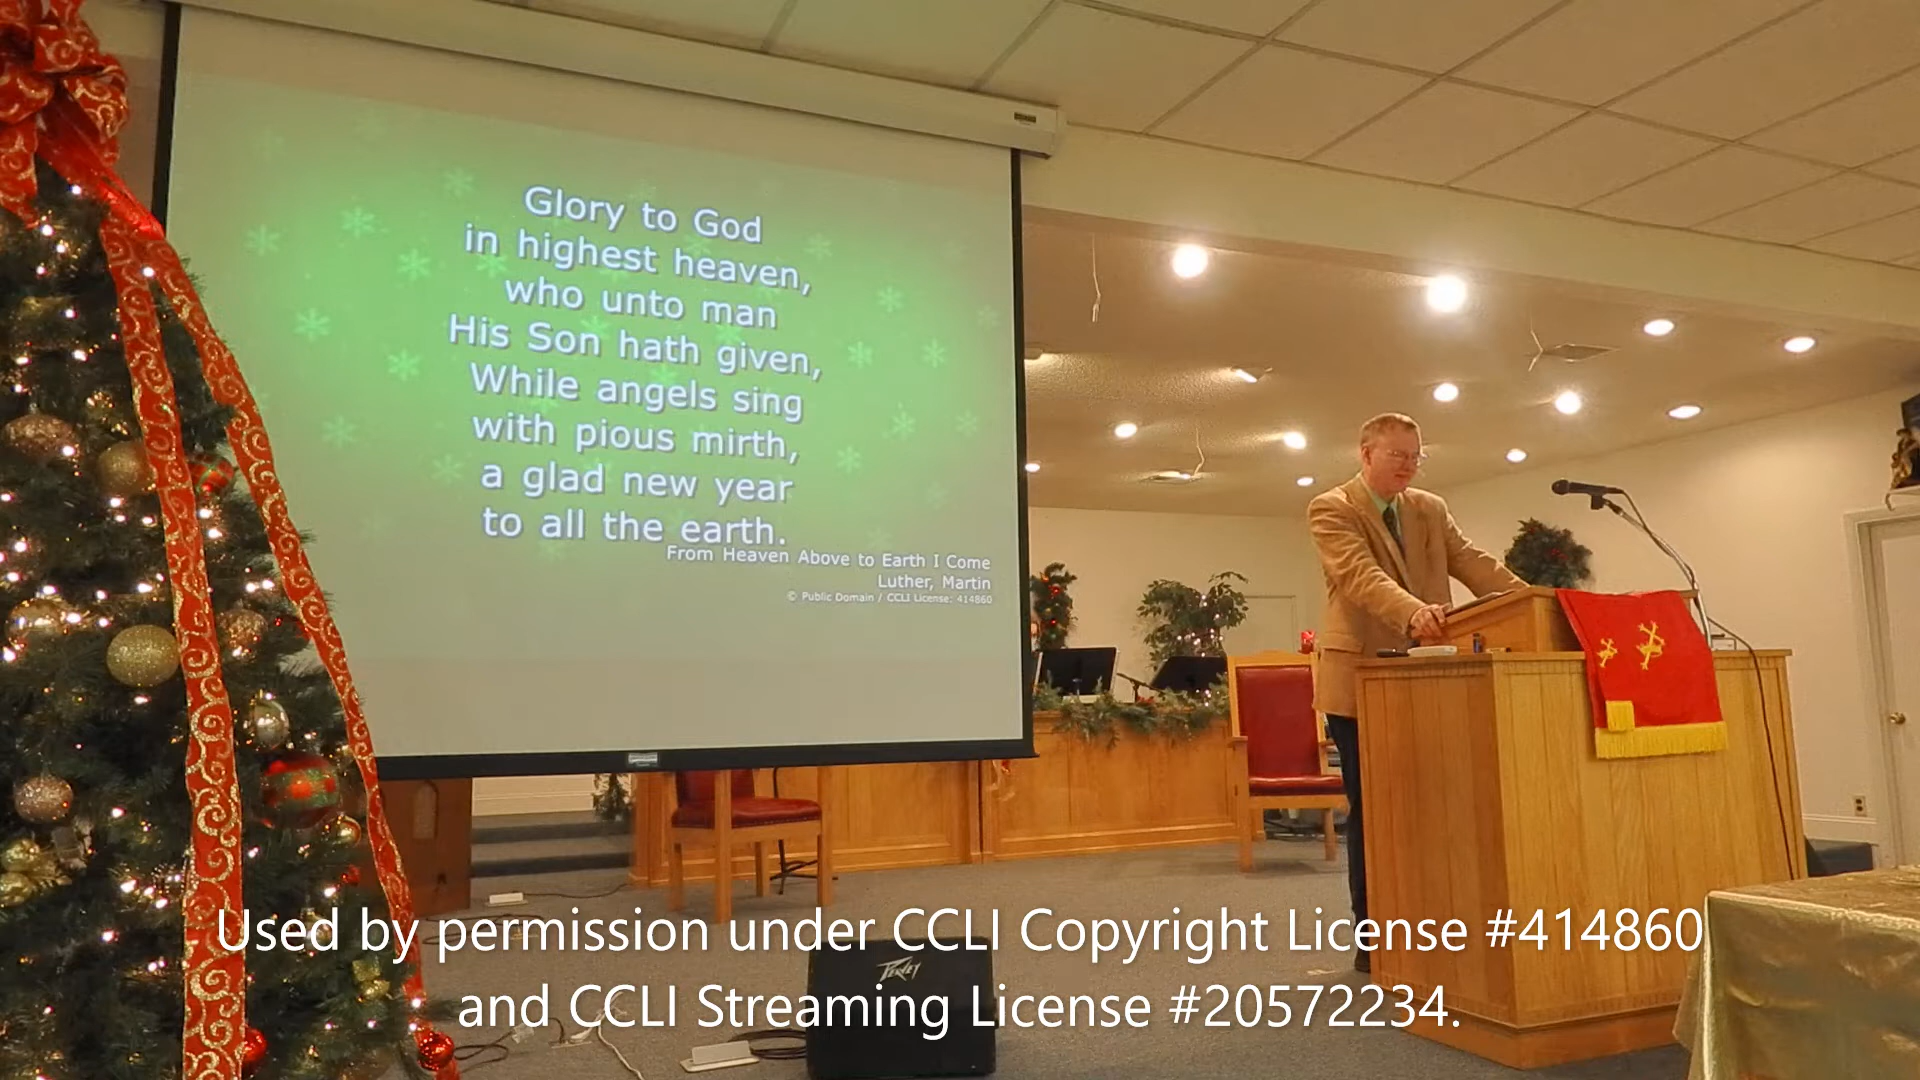 Glory to God
in highest heaven,
who unto man
His Son hath given,
While angels sing
with pious mirth,
a glad new year
to all the earth.
From Heaven Above to Earth I Come
Luther, Martin
© Public Domain / CCLI License: 414860
PEAVEY
Used by permission under CCLI Copyright License #414860
and CCLI Streaming License #20572234.